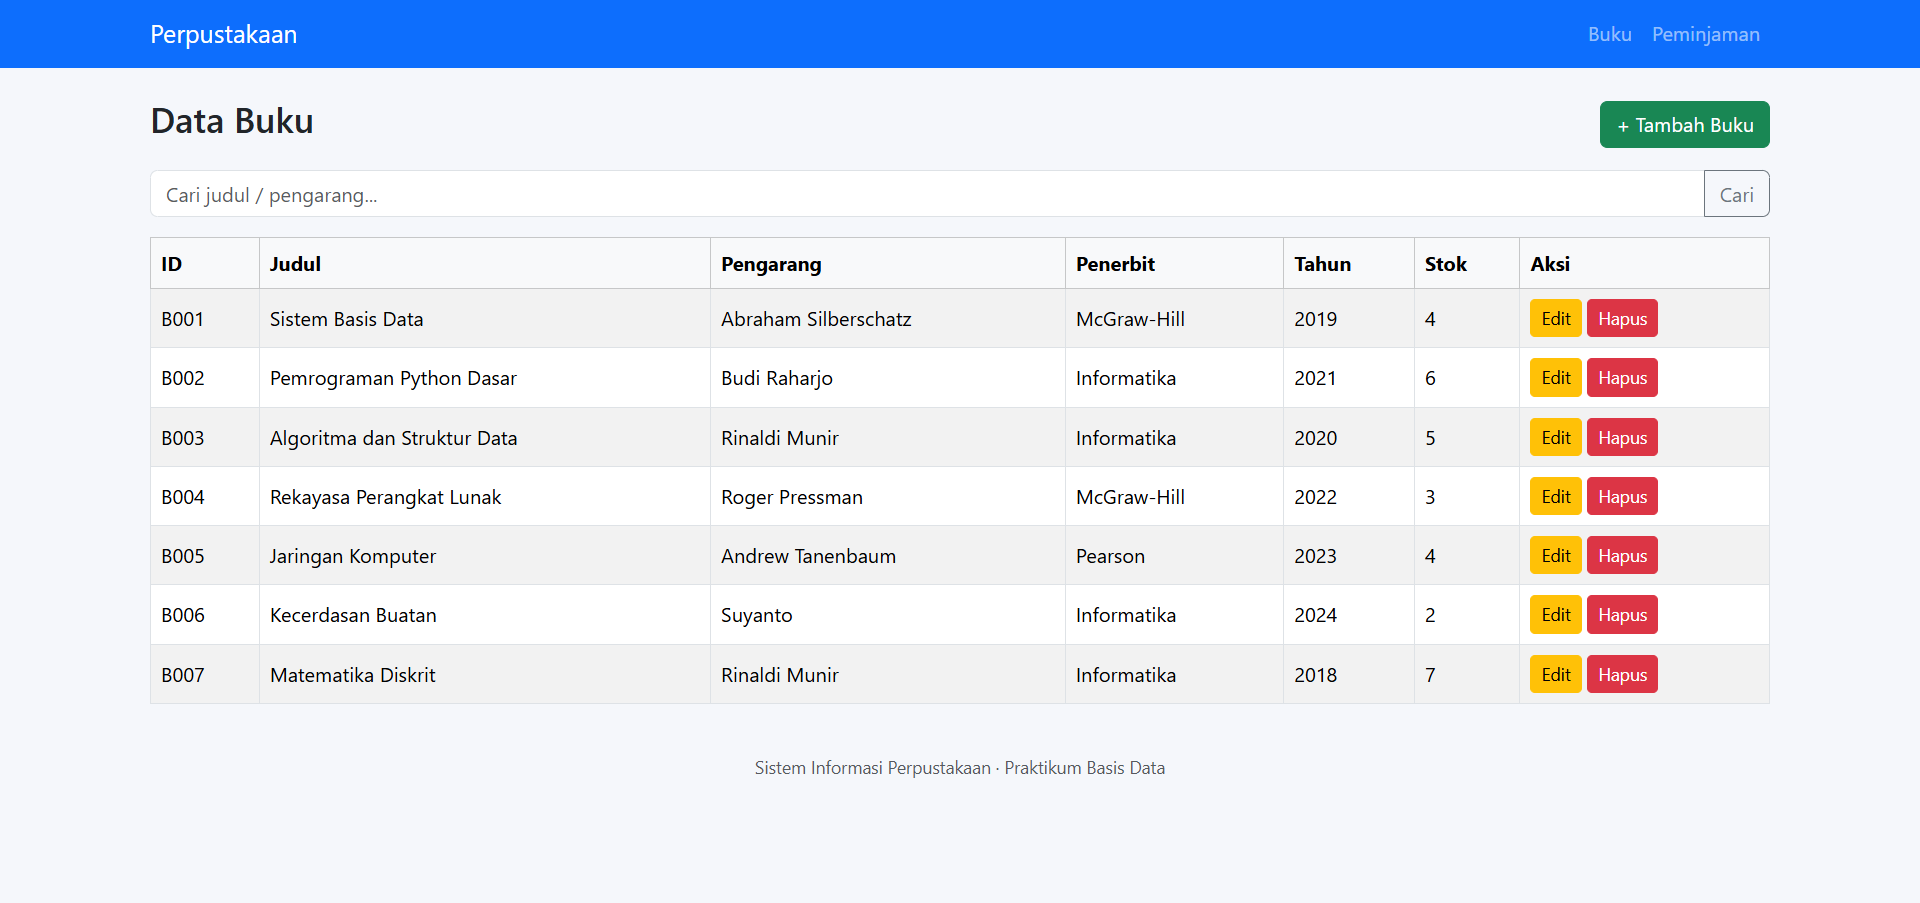 Perpustakaan Buku Peminjaman
Data Buku + Tambah Buku
Cari judul / pengarang... Cari
ID Judul Pengarang Penerbit Tahun Stok Aksi
B001 Sistem Basis Data Abraham Silberschatz McGraw-Hill 2019 4 Edit Hapus
B002 Pemrograman Python Dasar Budi Raharjo Informatika 2021 6 Edit Hapus
B003 Algoritma dan Struktur Data Rinaldi Munir Informatika 2020 5 Edit Hapus
B004 Rekayasa Perangkat Lunak Roger Pressman McGraw-Hill 2022 3 Edit Hapus
B005 Jaringan Komputer Andrew Tanenbaum Pearson 2023 4 Edit Hapus
B006 Kecerdasan Buatan Suyanto Informatika 2024 2 Edit Hapus
B007 Matematika Diskrit Rinaldi Munir Informatika 2018 7 Edit Hapus
Sistem Informasi Perpustakaan · Praktikum Basis Data